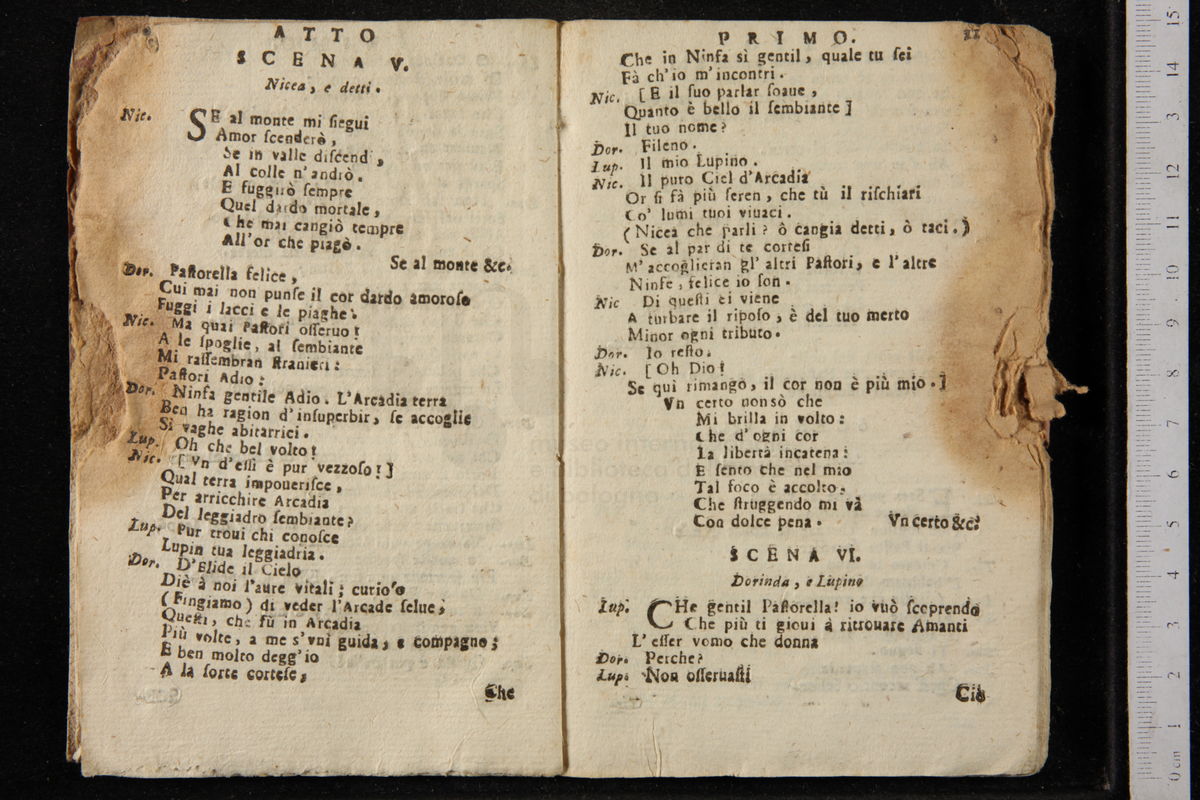 ATTO
SCENA V.
Nicea, e detti.
Nic. SE al monte mi ſiegui
Amor ſcenderò,
Se in valle diſcendi,
Al colle n'andrò.
E fuggirò ſempre
Quel dardo mortale,
Che mai cangiò tempre
All'or che piagò.
Se al monte &c.
Dor. Paſtorella felice,
Cui mai non punſe il cor dardo amoroſo
Fuggi i lacci e le piaghe.
Nic. Ma quai Paſtori oſſeruo!
A le ſpoglie, al ſembiante
Mi raſſembran ſtranieri:
Paſtori Adio:
Dor. Ninfa gentile Adio. L'Arcadia terra
Ben ha ragion d'inſuperbir, ſe accoglie
Sì vaghe abitatrici.
Lup. Oh che bel volto!
Nic. [Vn d'eſſi è pur vezzoſo!]
Qual terra impoueriſce,
Per arricchire Arcadia
Del leggiadro ſembiante?
Lup. Pur troui chi conoſce
Lupin tua leggiadria.
Dor. D'Elide il Cielo
Diè à noi l'aure vitali; curioſo
(Fingiamo) di veder l'Arcade ſelue,
Queſti, che fù in Arcadia
Più volte, a me s'vnì guida, e compagno;
E ben molto degg'io
A la ſorte corteſe,
Che
PRIMO. 21
Che in Ninfa sì gentil, quale tu ſei
Fà ch'io m'incontri.
Nic. [E il ſuo parlar ſoaue,
Quanto è bello il ſembiante]
Il tuo nome?
Dor. Fileno.
Lup. Il mio Lupino.
Nic. Il puro Ciel d'Arcadia
Or ſi fà più ſeren, che tù il riſchiari
Co' lumi tuoi viuaci.
(Nicea che parli? ò cangia detti, ò taci.)
Dor. Se al par di te corteſi
M'accoglieran gl'altri Paſtori, e l'altre
Ninfe, felice io ſon.
Nic Di queſti ei viene
A turbare il ripoſo, è del tuo merto
Minor ogni tributo.
Dor. Io reſto.
Nic. [Oh Dio!
Se quì rimango, il cor non è più mio.]
Vn certo nonsò che
Mi brilla in volto:
Che d'ogni cor
La libertà incatena:
E ſento che nel mio
Tal foco è accolto,
Che ſtruggendo mi và
Con dolce pena. Vn certo &c.
SCENA VI.
Dorinda, e Lupino
Lup. CHe gentil Paſtorella! io vuò ſcoprendo
Che più ti gioui à ritrouare Amanti
L'eſſer vomo che donna
Dor. Perche?
Lup. Non oſſeruaſti
Ciò